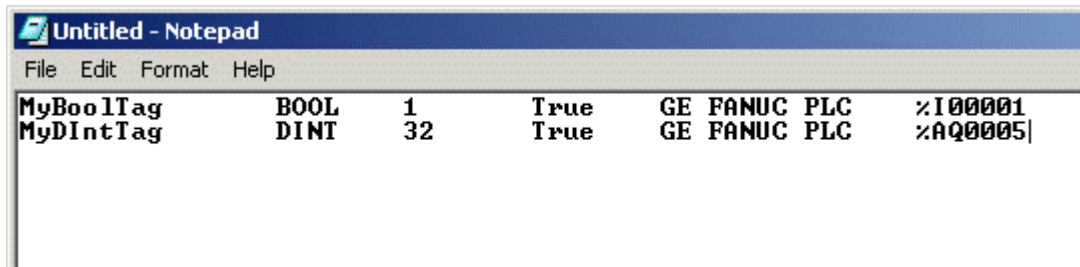 Untitled - Notepad
File Edit Format Help
MyBoolTag BOOL 1 True GE FANUC PLC %I00001
MyDIntTag DINT 32 True GE FANUC PLC %AQ0005